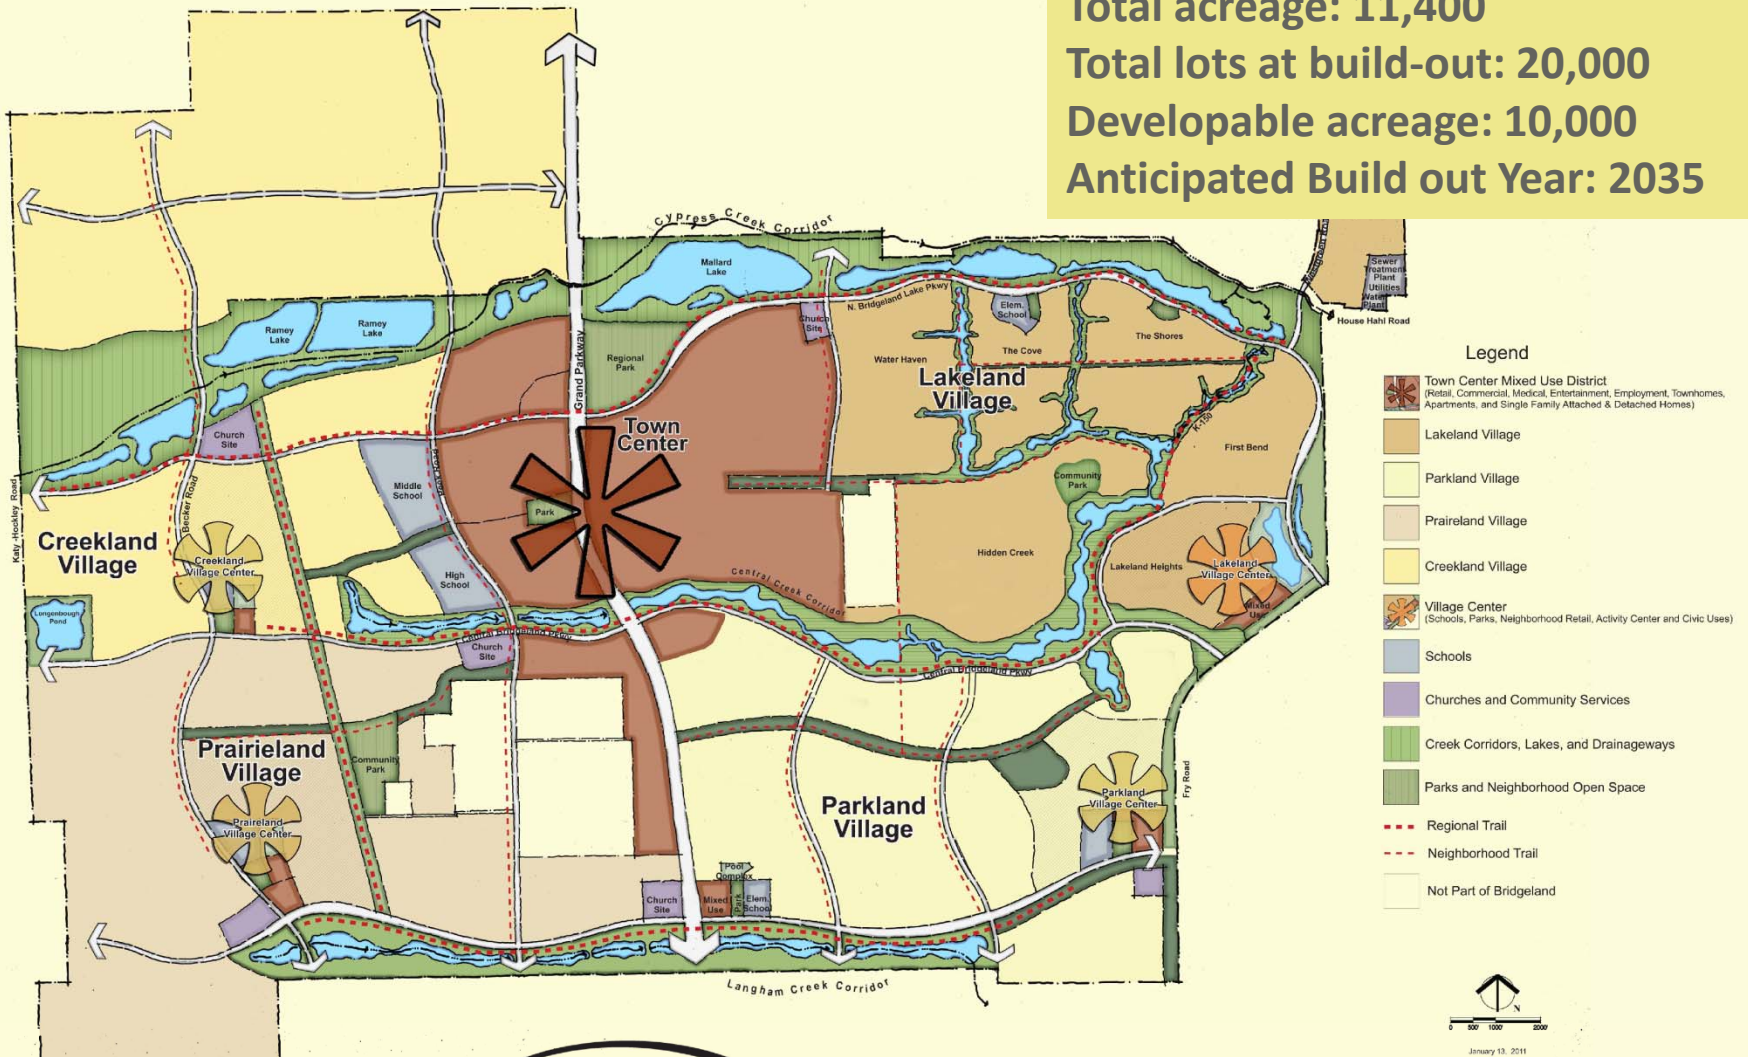 Total acreage: 11,400
Total lots at build-out: 20,000
Developable acreage: 10,000
Anticipated Build out Year: 2035
Cypress Creek Corridor
Mallard
Lake
Ramey
Lake
Ramey
Lake
Grand Parkway
Regional
Park
Church
Site
N. Bridgeland Lake Pkwy
Elem.
School
Water Haven
The Cove
The Shores
Lakeland
Village
K-150
First Bend
Sewer
Treatment
Plant
Utilities
Water
Plant
House Hahl Road
Town
Center
Church
Site
Middle
School
Park
High
School
Katy -Hockley Road
Becker Road
Creekland
Village
Creekland
Village Center
Longenbough
Pond
Community
Park
Hidden Creek
Lakeland Heights
Lakeland
Village Center
Mixed
Use
Central Creek Corridor
Central Bridgeland Pkwy
Church
Site
Central Bridgeland Pkwy
Prairieland
Village
Community
Park
Praireland
Village Center
Parkland
Village
Parkland
Village Center
Fry Road
Pool
Complex
Church
Site
Mixed
Use
Park
Elem.
School
Langham Creek Corridor
Legend
Town Center Mixed Use District
(Retail, Commercial, Medical, Entertainment, Employment, Townhomes,
Apartments, and Single Family Attached & Detached Homes)
Lakeland Village
Parkland Village
Praireland Village
Creekland Village
Village Center
(Schools, Parks, Neighborhood Retail, Activity Center and Civic Uses)
Schools
Churches and Community Services
Creek Corridors, Lakes, and Drainageways
Parks and Neighborhood Open Space
Regional Trail
Neighborhood Trail
Not Part of Bridgeland
N
0 500' 1000' 2000'
January 13, 2011